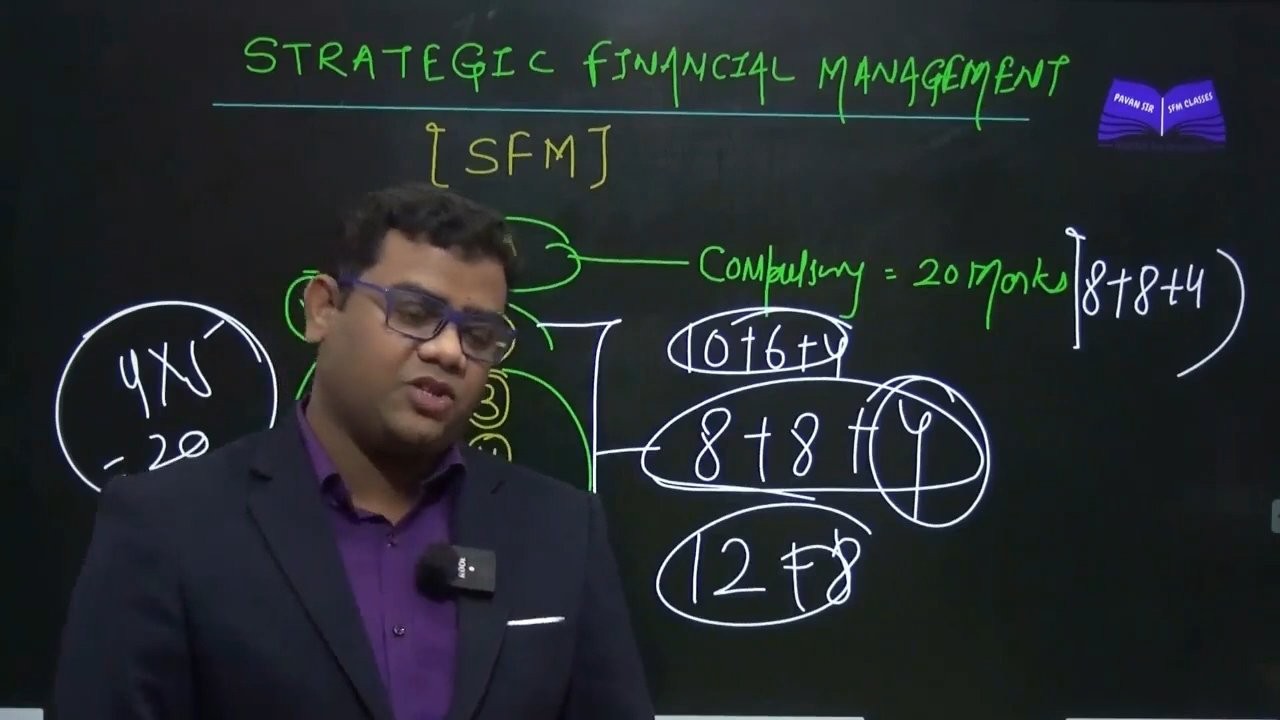 STRATEGIC FINANCIAL MANAGEMENT
PAVAN SIR SFM CLASSES
[SFM]
Compulsory = 20 Marks [8+8+4)
10+6+4
4X5
③
8+8+4
- 20
12+8